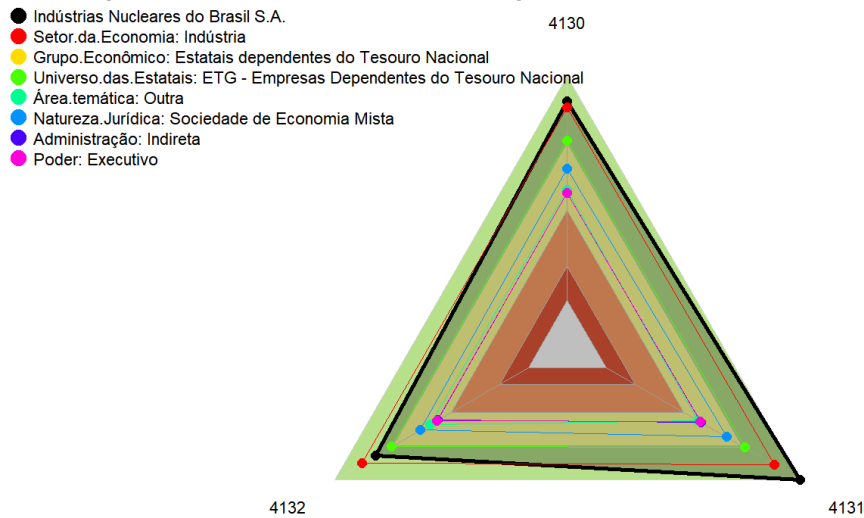 Indústrias Nucleares do Brasil S.A.
Setor.da.Economia: Indústria
Grupo.Econômico: Estatais dependentes do Tesouro Nacional
Universo.das.Estatais: ETG - Empresas Dependentes do Tesouro Nacional
Área.temática: Outra
Natureza.Jurídica: Sociedade de Economia Mista
Administração: Indireta
Poder: Executivo
4130
4132
4131